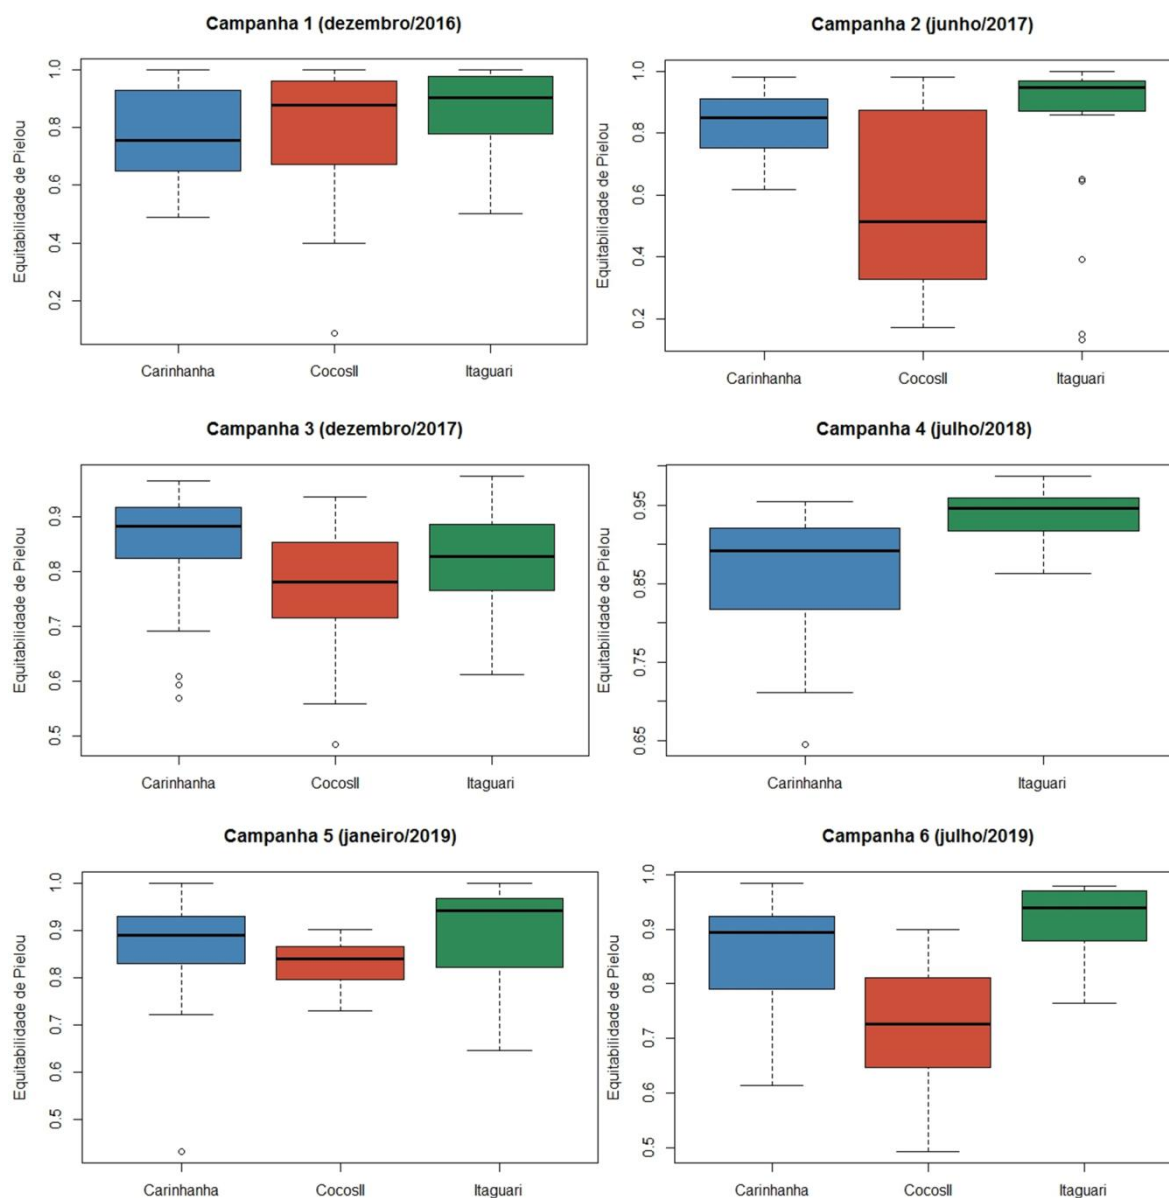 Campanha 1 (dezembro/2016)
Equitabilidade de Pielou
1.0
0.8
0.6
0.4
0.2
Carinhanha CocosII Itaguari
Campanha 2 (junho/2017)
Equitabilidade de Pielou
1.0
0.8
0.6
0.4
0.2
Carinhanha CocosII Itaguari
Campanha 3 (dezembro/2017)
Equitabilidade de Pielou
0.9
0.8
0.7
0.6
0.5
Carinhanha CocosII Itaguari
Campanha 4 (julho/2018)
Equitabilidade de Pielou
0.95
0.85
0.75
0.65
Carinhanha Itaguari
Campanha 5 (janeiro/2019)
Equitabilidade de Pielou
1.0
0.9
0.8
0.7
0.6
0.5
Carinhanha CocosII Itaguari
Campanha 6 (julho/2019)
Equitabilidade de Pielou
1.0
0.9
0.8
0.7
0.6
0.5
Carinhanha CocosII Itaguari